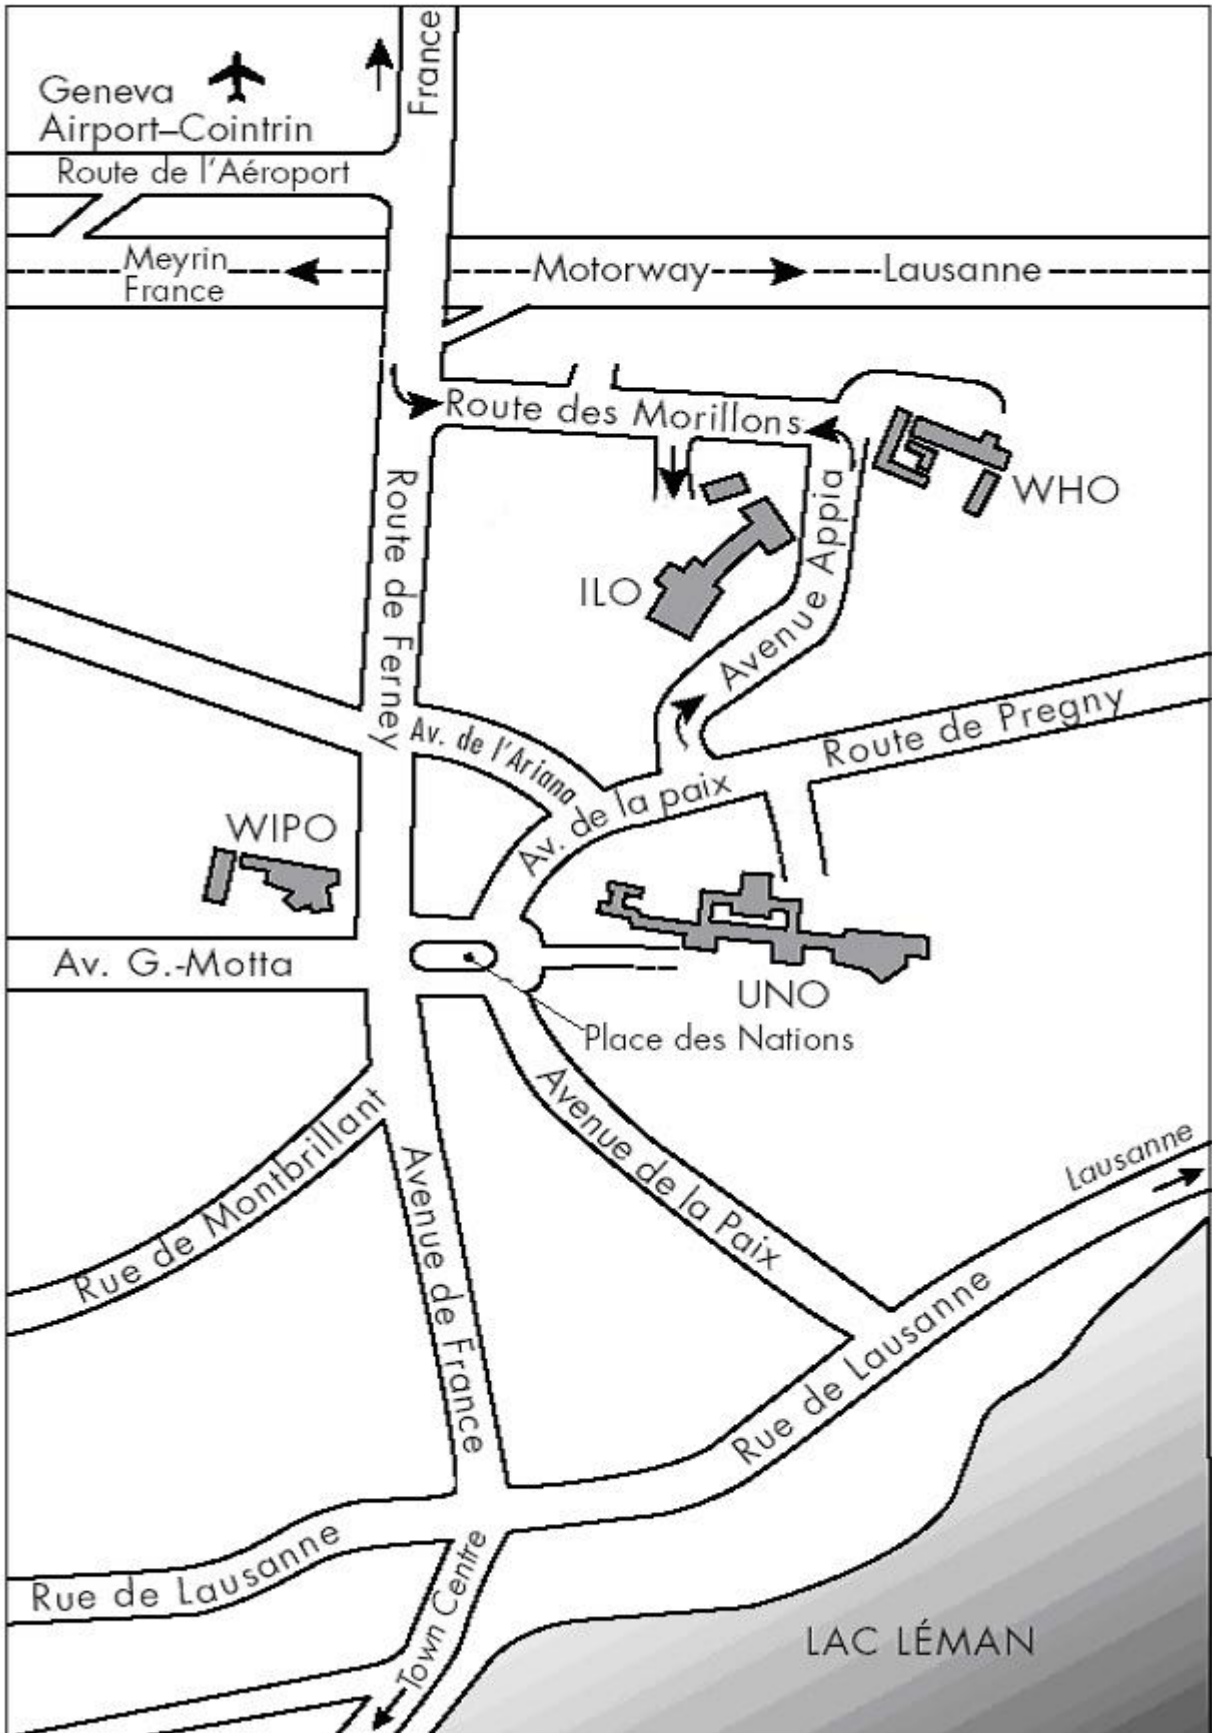 France
Geneva
Airport–Cointrin
Route de l'Aéroport
Meyrin
France
Motorway
Lausanne
Route des Morillons
WHO
Route de Ferney
ILO
Avenue Appia
Av. de l'Ariana
Route de Pregny
Av. de la paix
WIPO
Av. G.-Motta
UNO
Place des Nations
Avenue de la Paix
Rue de Montbrillant
Avenue de France
Lausanne
Rue de Lausanne
Rue de Lausanne
Town Centre
LAC LÉMAN